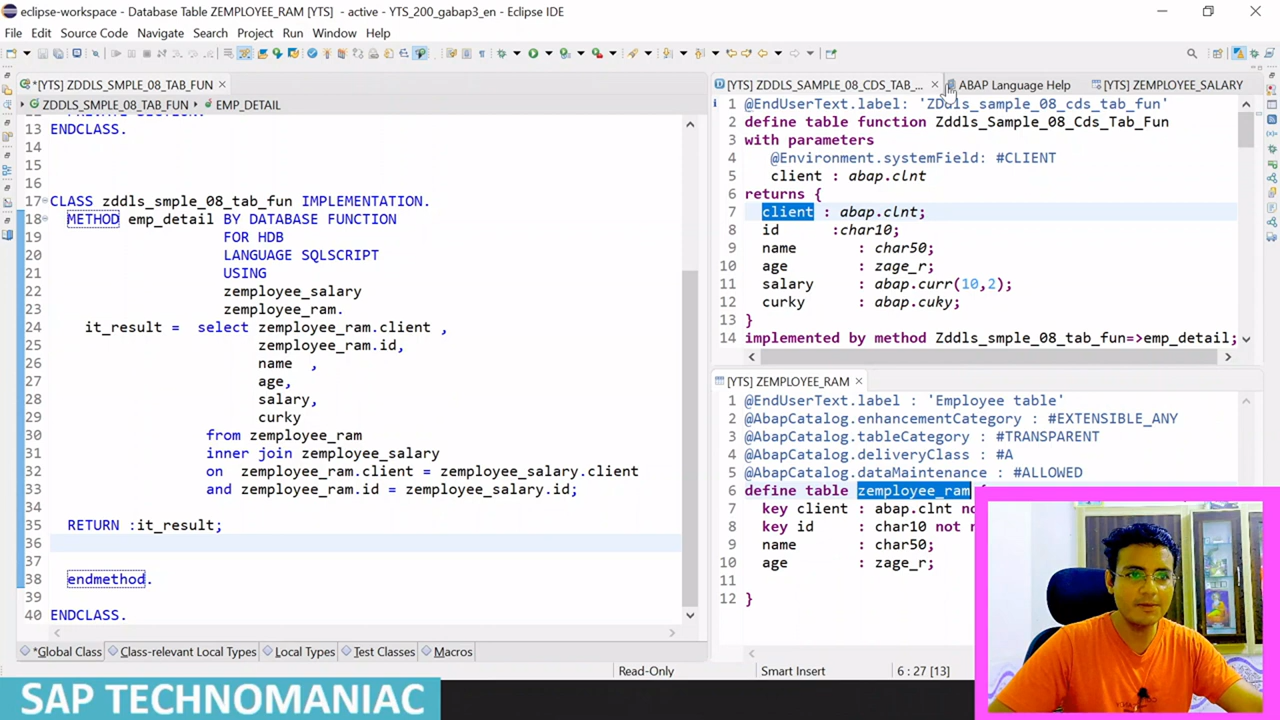 eclipse-workspace - Database Table ZEMPLOYEE_RAM [YTS] - active - YTS_200_gabap3_en - Eclipse IDE
File Edit Source Code Navigate Search Project Run Window Help
*[YTS] ZDDLS_SMPLE_08_TAB_FUN
ZDDLS_SMPLE_08_TAB_FUN EMP_DETAIL
13 ENDCLASS.
14
15
16
17 CLASS zddls_smple_08_tab_fun IMPLEMENTATION.
18 METHOD emp_detail BY DATABASE FUNCTION
19 FOR HDB
20 LANGUAGE SQLSCRIPT
21 USING
22 zemployee_salary
23 zemployee_ram.
24 it_result = select zemployee_ram.client ,
25 zemployee_ram.id,
26 name ,
27 age,
28 salary,
29 curky
30 from zemployee_ram
31 inner join zemployee_salary
32 on zemployee_ram.client = zemployee_salary.client
33 and zemployee_ram.id = zemployee_salary.id;
34
35 RETURN :it_result;
36
37
38 endmethod.
39
40 ENDCLASS.
*Global Class Class-relevant Local Types Local Types Test Classes Macros
[YTS] ZDDLS_SAMPLE_08_CDS_TAB_... ABAP Language Help [YTS] ZEMPLOYEE_SALARY
1 @EndUserText.label: 'ZDdls_sample_08_cds_tab_fun'
2 define table function Zddls_Sample_08_Cds_Tab_Fun
3 with parameters
4 @Environment.systemField: #CLIENT
5 client : abap.clnt
6 returns {
7 client : abap.clnt;
8 id :char10;
9 name : char50;
10 age : zage_r;
11 salary : abap.curr(10,2);
12 curky : abap.cuky;
13 }
14 implemented by method Zddls_smple_08_tab_fun=>emp_detail;
[YTS] ZEMPLOYEE_RAM
1 @EndUserText.label : 'Employee table'
2 @AbapCatalog.enhancementCategory : #EXTENSIBLE_ANY
3 @AbapCatalog.tableCategory : #TRANSPARENT
4 @AbapCatalog.deliveryClass : #A
5 @AbapCatalog.dataMaintenance : #ALLOWED
6 define table zemployee_ram
7 key client : abap.clnt
8 key id : char10 not
9 name : char50;
10 age : zage_r;
11
12 }
Read-Only Smart Insert 6 : 27 [13]
SAP TECHNOMANIAC